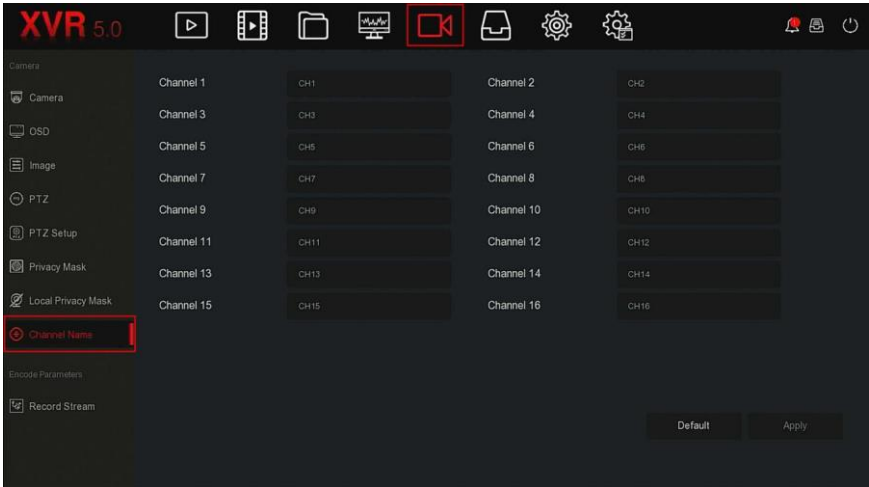 XVR 5.0
Camera
Camera
OSD
Image
PTZ
PTZ Setup
Privacy Mask
Local Privacy Mask
Channel Name
Encode Parameters
Record Stream
Channel 1 CH1 Channel 2 CH2
Channel 3 CH3 Channel 4 CH4
Channel 5 CH5 Channel 6 CH6
Channel 7 CH7 Channel 8 CH8
Channel 9 CH9 Channel 10 CH10
Channel 11 CH11 Channel 12 CH12
Channel 13 CH13 Channel 14 CH14
Channel 15 CH15 Channel 16 CH16
Default Apply